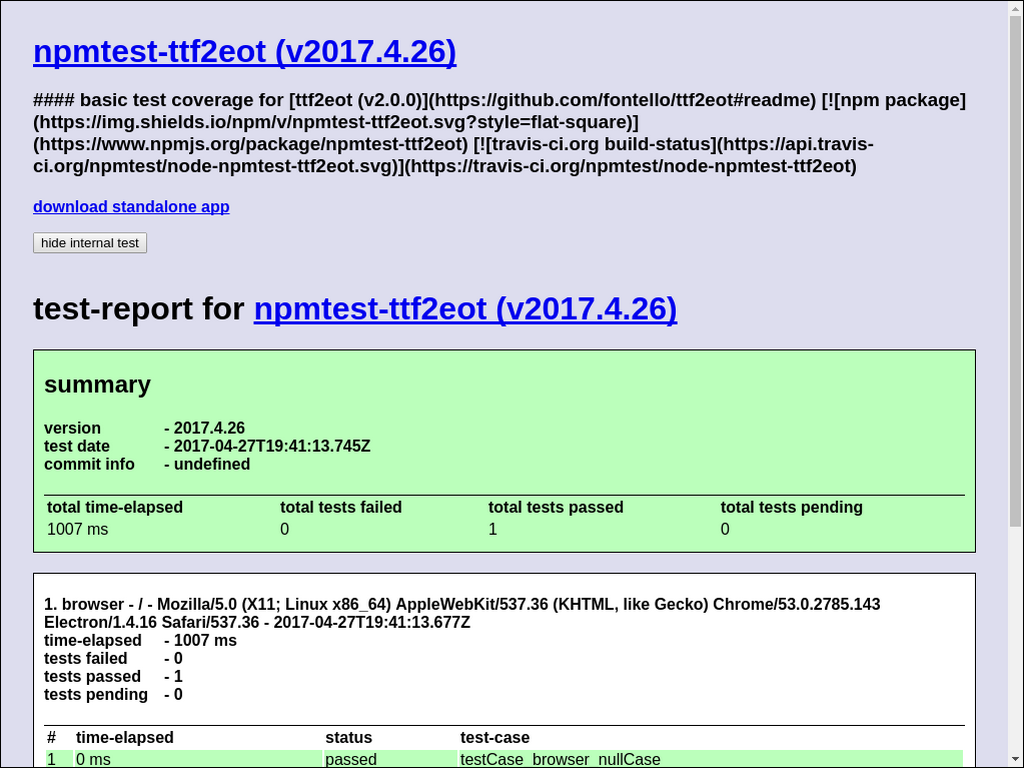 npmtest-ttf2eot (v2017.4.26)
#### basic test coverage for [ttf2eot (v2.0.0)](https://github.com/fontello/ttf2eot#readme) [![npm package]
(https://img.shields.io/npm/v/npmtest-ttf2eot.svg?style=flat-square)]
(https://www.npmjs.org/package/npmtest-ttf2eot) [![travis-ci.org build-status](https://api.travis-
ci.org/npmtest/node-npmtest-ttf2eot.svg)](https://travis-ci.org/npmtest/node-npmtest-ttf2eot)
download standalone app
hide internal test
test-report for npmtest-ttf2eot (v2017.4.26)
summary
version - 2017.4.26
test date - 2017-04-27T19:41:13.745Z
commit info - undefined
total time-elapsed total tests failed total tests passed total tests pending
1007 ms 0 1 0
1. browser - / - Mozilla/5.0 (X11; Linux x86_64) AppleWebKit/537.36 (KHTML, like Gecko) Chrome/53.0.2785.143
Electron/1.4.16 Safari/537.36 - 2017-04-27T19:41:13.677Z
time-elapsed - 1007 ms
tests failed - 0
tests passed - 1
tests pending - 0
# time-elapsed status test-case
1 0 ms passed testCase_browser_nullCase